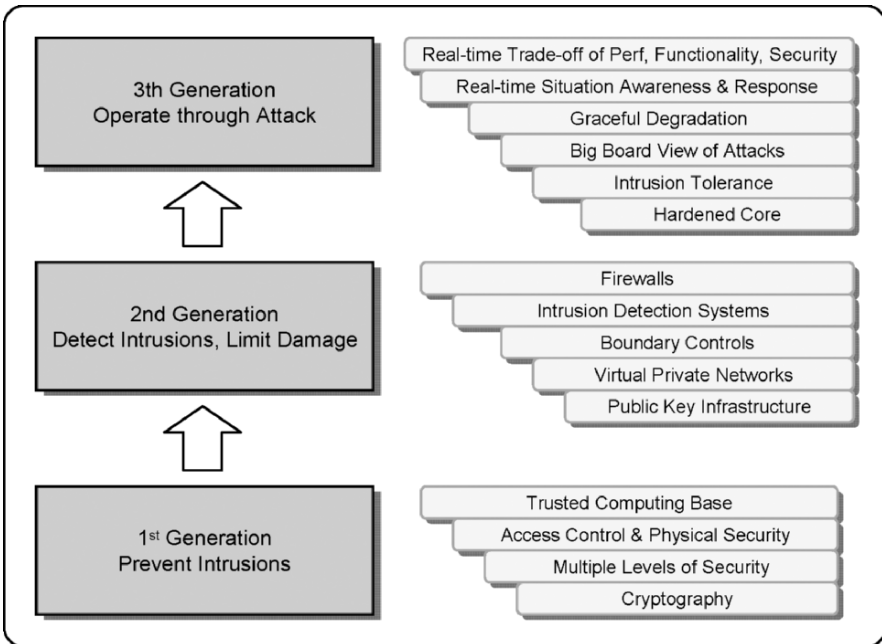 3th Generation
Operate through Attack
Real-time Trade-off of Perf, Functionality, Security
Real-time Situation Awareness & Response
Graceful Degradation
Big Board View of Attacks
Intrusion Tolerance
Hardened Core
2nd Generation
Detect Intrusions, Limit Damage
Firewalls
Intrusion Detection Systems
Boundary Controls
Virtual Private Networks
Public Key Infrastructure
1st Generation
Prevent Intrusions
Trusted Computing Base
Access Control & Physical Security
Multiple Levels of Security
Cryptography